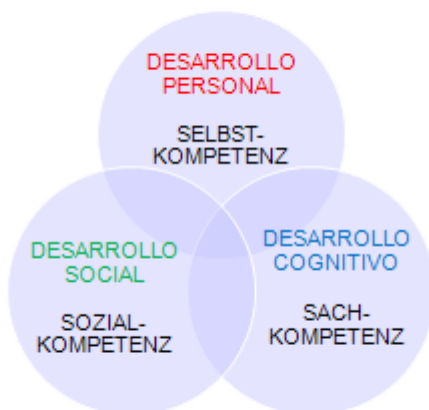 DESARROLLO
PERSONAL
SELBST-
KOMPETENZ
DESARROLLO
SOCIAL
SOZIAL-
KOMPETENZ
DESARROLLO
COGNITIVO
SACH-
KOMPETENZ